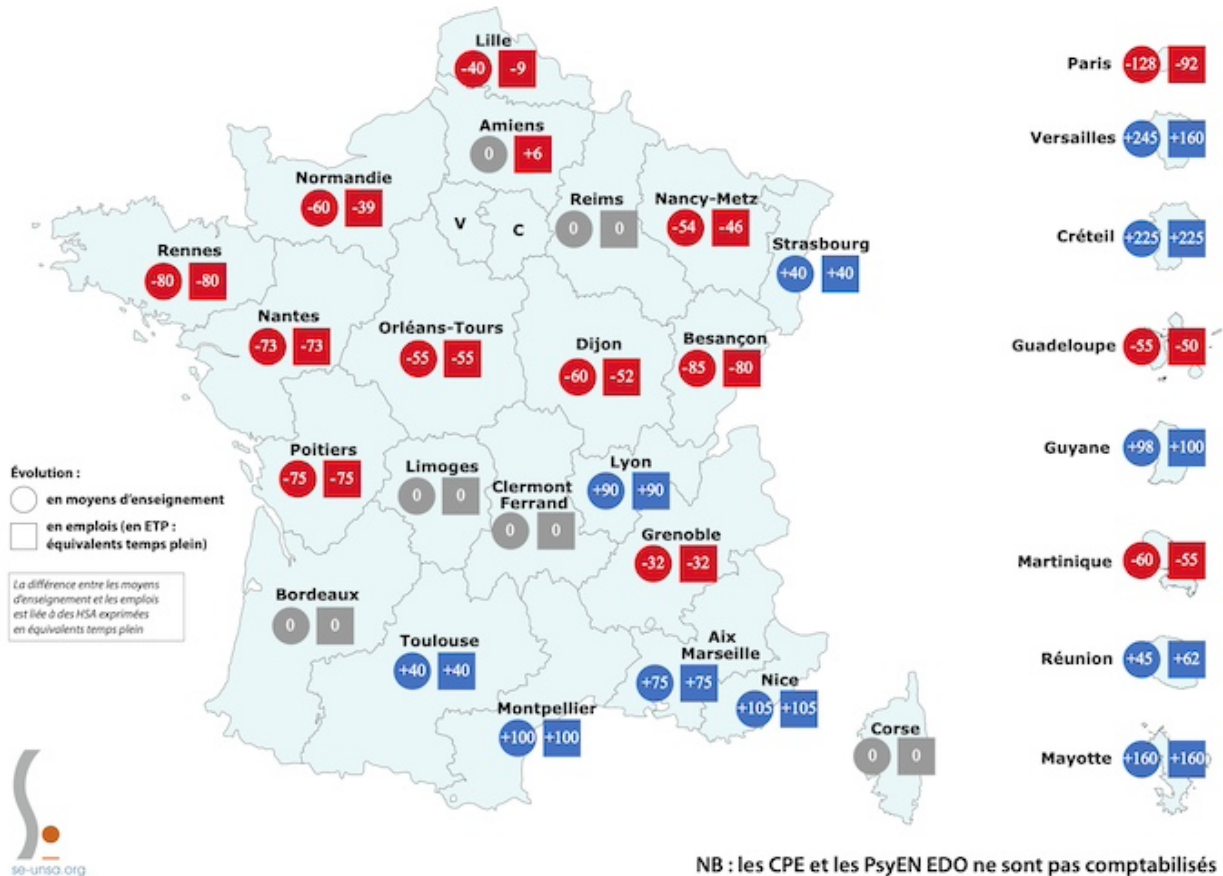 Lille
-40 -9
Paris -128 -92
Amiens
0 +6
Versailles +245 +160
Normandie
-60 -39
Reims
0 0
Nancy-Metz
-54 -46
V
C
Strasbourg
+40 +40
Créteil +225 +225
Rennes
-80 -80
Nantes
-73 -73
Orléans-Tours
-55 -55
Dijon
-60 -52
Besançon
-85 -80
Guadeloupe -55 -50
Poitiers
-75 -75
Limoges
0 0
Clermont
Ferrand
0 0
Lyon
+90 +90
Guyane +98 +100
Évolution :
en moyens d'enseignement
en emplois (en ETP :
équivalents temps plein)
La différence entre les moyens
d'enseignement et les emplois
est liée à des HSA exprimées
en équivalents temps plein
Grenoble
-32 -32
Martinique -60 -55
Bordeaux
0 0
Toulouse
+40 +40
Aix
Marseille
+75 +75
Nice
+105 +105
Réunion +45 +62
Montpellier
+100 +100
Corse
0 0
Mayotte +160 +160
se-unsa.org
NB : les CPE et les PsyEN EDO ne sont pas comptabilisés